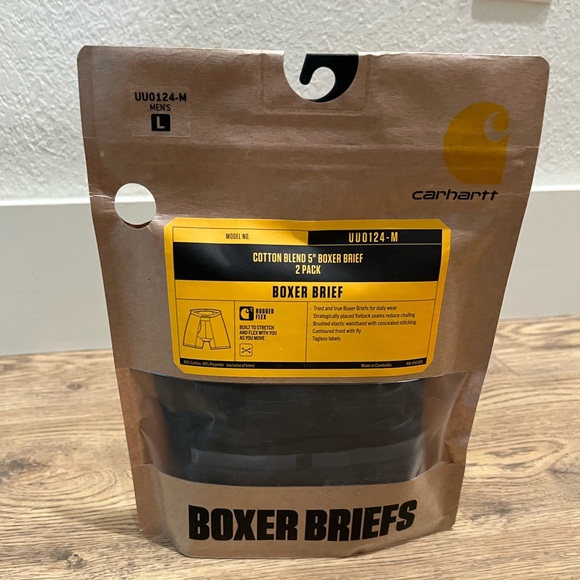 UU0124-M
MEN'S
L
carhartt
MODEL NO.
UU0124-M
COTTON BLEND 5" BOXER BRIEF
2 PACK
BOXER BRIEF
RUGGED
FLEX
BUILT TO STRETCH
AND FLEX WITH YOU
AS YOU MOVE
Tried and true Boxer Briefs for daily wear
Strategically placed flatlock seams reduce chafing
Brushed elastic waistband with concealed stitching
Contoured front with fly
Tagless labels
(exclusive of trims)
Made in Cambodia
BOXER BRIEFS